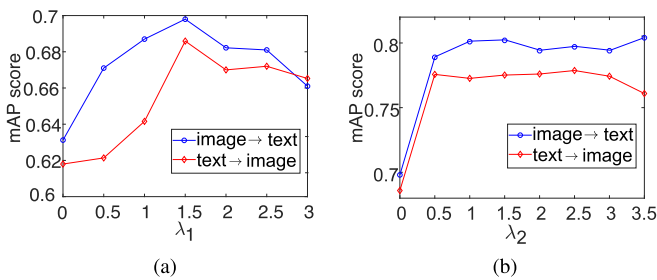 0.7
0.68
0.66
0.64
0.62
0.6
mAP score
image→ text
text→ image
0 0.5 1 1.5 2 2.5 3
λ1
(a)
0.8
0.75
0.7
mAP score
image→ text
text→ image
0 0.5 1 1.5 2 2.5 3 3.5
λ2
(b)